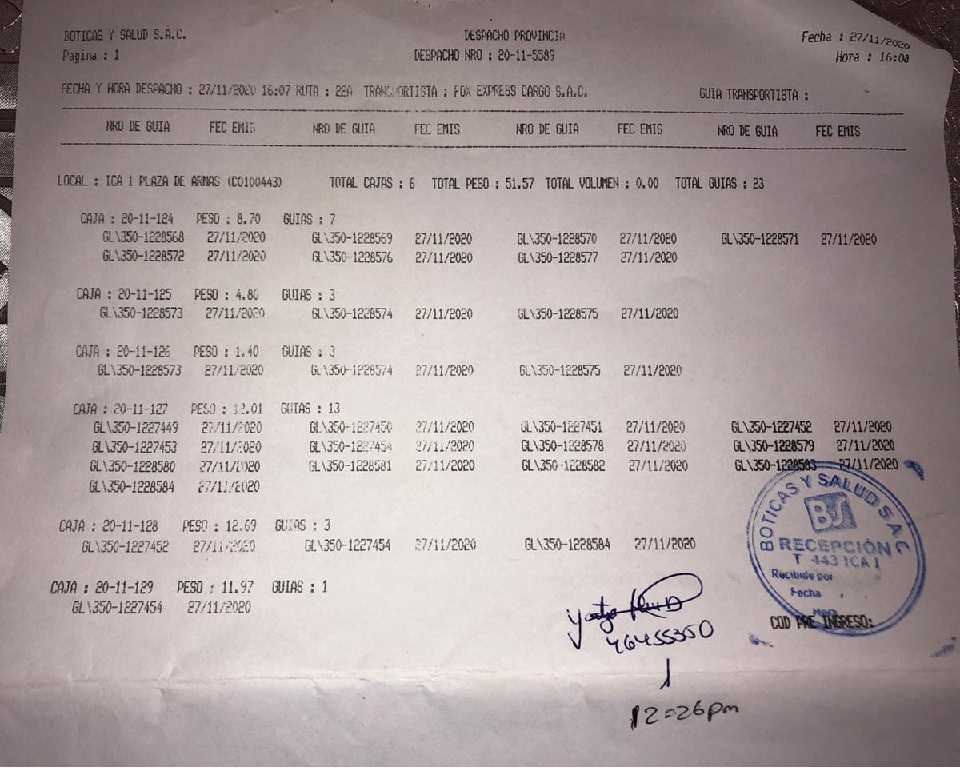 BOTICAS Y SALUD S.A.C. DESPACHO PROVINCIA Fecha : 27/11/2020
Pagina : 1 DESPACHO NRO : 20-11-5589 Hora : 16:08
FECHA Y HORA DESPACHO : 27/11/2020 16:07 RUTA : 22A TRANSPORTISTA : FOX EXPRESS CARGO S.A.C. GUIA TRANSPORTISTA :
NRO DE GUIA FEC EMIS NRO DE GUIA FEC EMIS NRO DE GUIA FEC EMIS NRO DE GUIA FEC EMIS
LOCAL : ICA 1 PLAZA DE ARMAS (C0100443) TOTAL CAJAS : 6 TOTAL PESO : 51.57 TOTAL VOLUMEN : 0.00 TOTAL GUIAS : 23
CAJA : 20-11-124 PESO : 8.70 GUIAS : 7
GL\350-1228568 27/11/2020 GL\350-1228569 27/11/2020 GL\350-1228570 27/11/2020 GL\350-1228571 27/11/2020
GL\350-1228572 27/11/2020 GL\350-1228576 27/11/2020 GL\350-1228577 27/11/2020
CAJA : 20-11-125 PESO : 4.80 GUIAS : 3
GL\350-1228573 27/11/2020 GL\350-1228574 27/11/2020 GL\350-1228575 27/11/2020
CAJA : 20-11-126 PESO : 1.40 GUIAS : 3
GL\350-1228573 27/11/2020 GL\350-1228574 27/11/2020 GL\350-1228575 27/11/2020
CAJA : 20-11-127 PESO : 12.01 GUIAS : 13
GL\350-1227449 27/11/2020 GL\350-1227450 27/11/2020 GL\350-1227451 27/11/2020 GL\350-1227452 27/11/2020
GL\350-1227453 27/11/2020 GL\350-1227454 27/11/2020 GL\350-1228578 27/11/2020 GL\350-1228579 27/11/2020
GL\350-1228580 27/11/2020 GL\350-1228581 27/11/2020 GL\350-1228582 27/11/2020 GL\350-1228583 27/11/2020
GL\350-1228584 27/11/2020
CAJA : 20-11-128 PESO : 12.69 GUIAS : 3
GL\350-1227452 27/11/2020 GL\350-1227454 27/11/2020 GL\350-1228584 27/11/2020
CAJA : 20-11-129 PESO : 11.97 GUIAS : 1
GL\350-1227454 27/11/2020
BOTICAS Y SALUD S A C
BS
RECEPCIÓN
T 443 ICA 1
Recibido por
Fecha
Hora
COD PRE INGRESO:
46455350
12:26pm